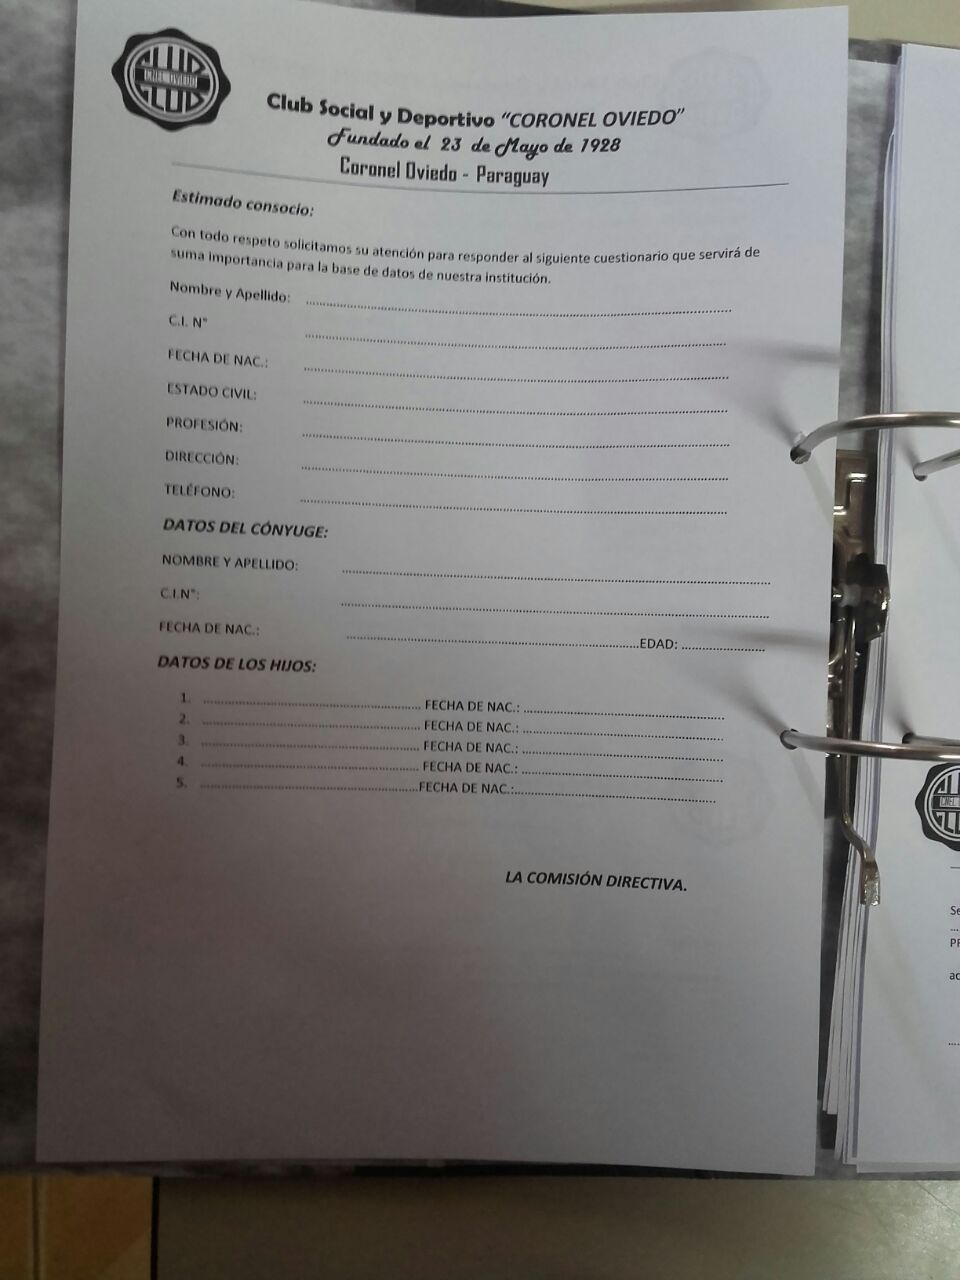 CLUB
CNEL. OVIEDO
CLUB
Club Social y Deportivo “CORONEL OVIEDO”
Fundado el 23 de Mayo de 1928
Coronel Oviedo - Paraguay
Estimado consocio:
Con todo respeto solicitamos su atención para responder al siguiente cuestionario que servirá de
suma importancia para la base de datos de nuestra institución.
Nombre y Apellido: ................................................
C.I. N° ................................................
FECHA DE NAC.: ................................................
ESTADO CIVIL: ................................................
PROFESIÓN: ................................................
DIRECCIÓN: ................................................
TELÉFONO: ................................................
DATOS DEL CÓNYUGE:
NOMBRE Y APELLIDO: ................................................
C.I.N°: ................................................
FECHA DE NAC.: ................................EDAD: ................
DATOS DE LOS HIJOS:
1. ................................ FECHA DE NAC.: ................................
2. ................................ FECHA DE NAC.: ................................
3. ................................ FECHA DE NAC.: ................................
4. ................................ FECHA DE NAC.: ................................
5. ................................FECHA DE NAC.:................................
LA COMISIÓN DIRECTIVA.